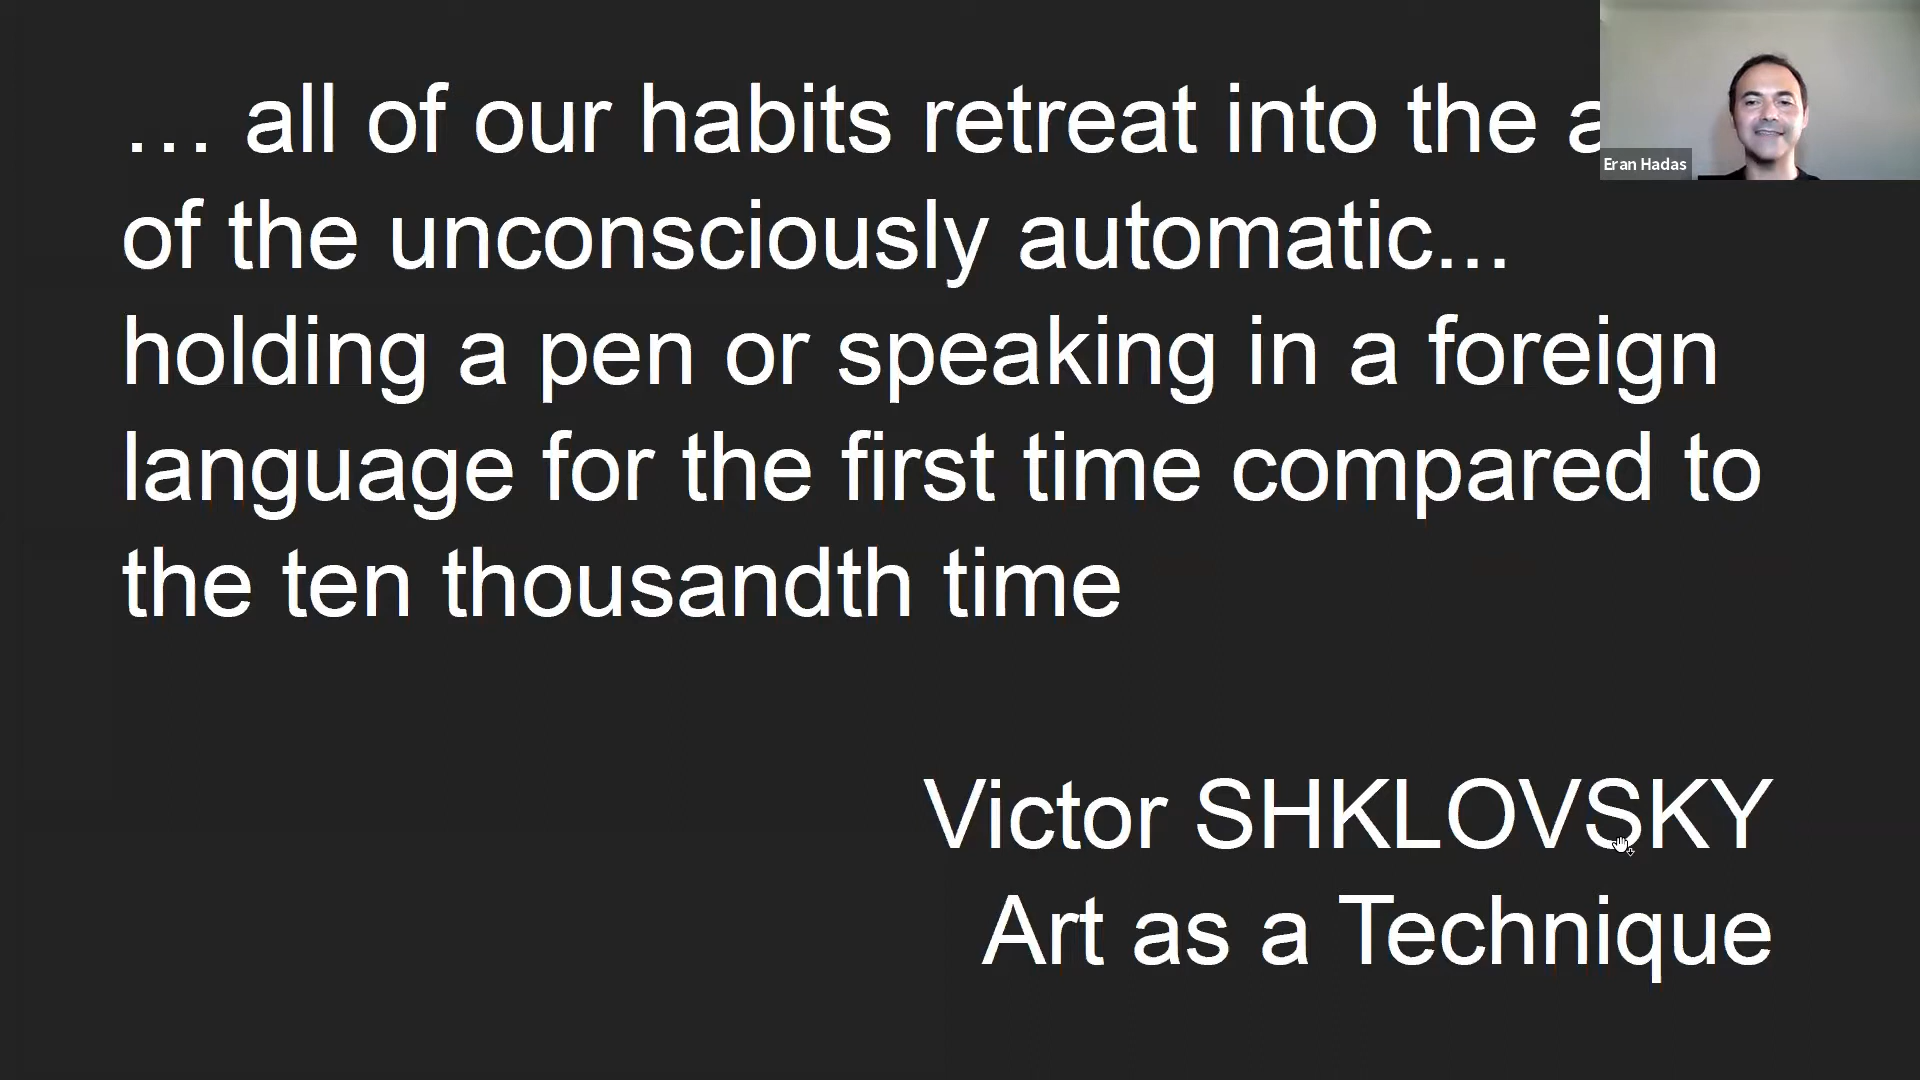 … all of our habits retreat into the
Eran Hadas
of the unconsciously automatic...
holding a pen or speaking in a foreign
language for the first time compared to
the ten thousandth time
Victor SHKLOVSKY
Art as a Technique